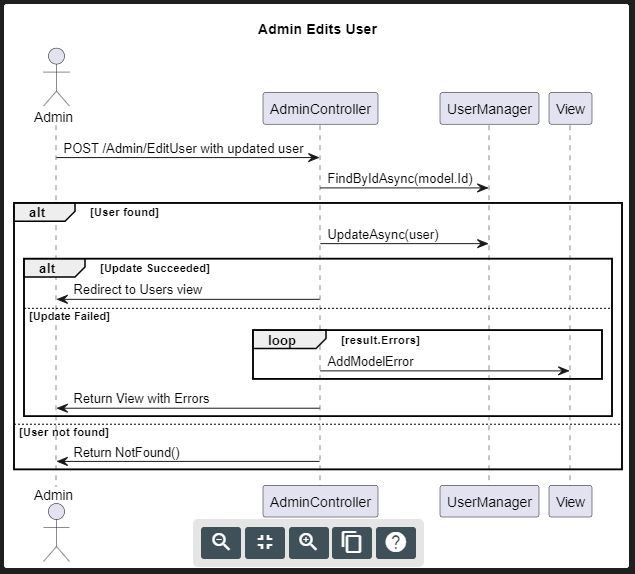 Admin Edits User
Admin
AdminController
UserManager
View
POST /Admin/EditUser with updated user
FindByIdAsync(model.Id)
alt [User found]
UpdateAsync(user)
alt [Update Succeeded]
Redirect to Users view
[Update Failed]
loop [result.Errors]
AddModelError
Return View with Errors
[User not found]
Return NotFound()
Admin
AdminController
UserManager
View
?